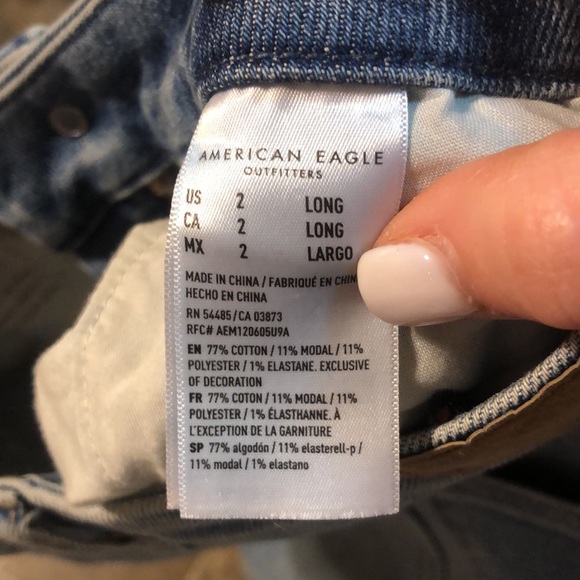 AMERICAN EAGLE
OUTFITTERS
US 2 LONG
CA 2 LONG
MX 2 LARGO
MADE IN CHINA / FABRIQUÉ EN
HECHO EN CHINA
RN 54485/CA 03873
RFC# AEM120605U9A
EN 77% COTTON / 11% MODAL / 11%
POLYESTER / 1% ELASTANE. EXCLUSIVE
OF DECORATION
FR 77% COTON / 11% MODAL / 11%
POLYESTER / 1% ÉLASTHANNE. À
L'EXCEPTION DE LA GARNITURE
SP 77% algodón / 11% elasterell-p /
11% modal / 1% elastano